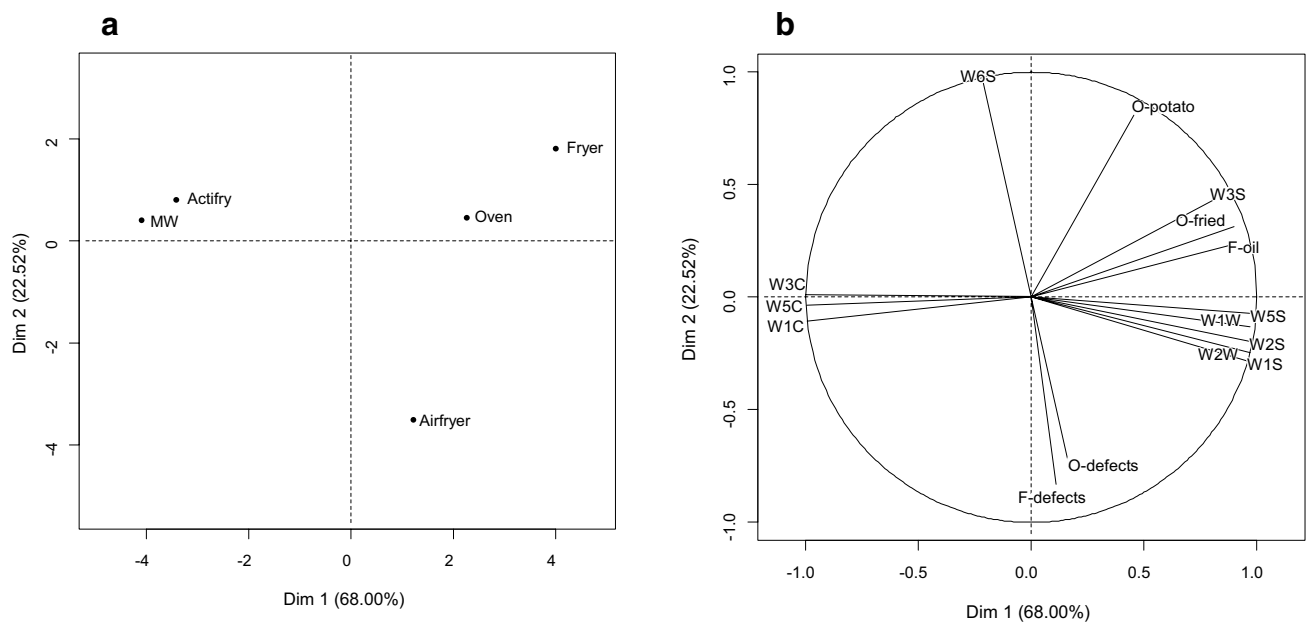 a
2
0
-2
-4
Fryer
Actifry
MW
Oven
Airfryer
-4
-2
0
2
4
Dim 1 (68.00%)
Dim 2 (22.52%)
b
1.0
0.5
0.0
-0.5
-1.0
W6S
O-potato
W3S
O-fried
F-oil
W3C
W5C
W1C
W5S
W1W
W2S
W2W
W1S
O-defects
F-defects
-1.0
-0.5
0.0
0.5
1.0
Dim 1 (68.00%)
Dim 2 (22.52%)